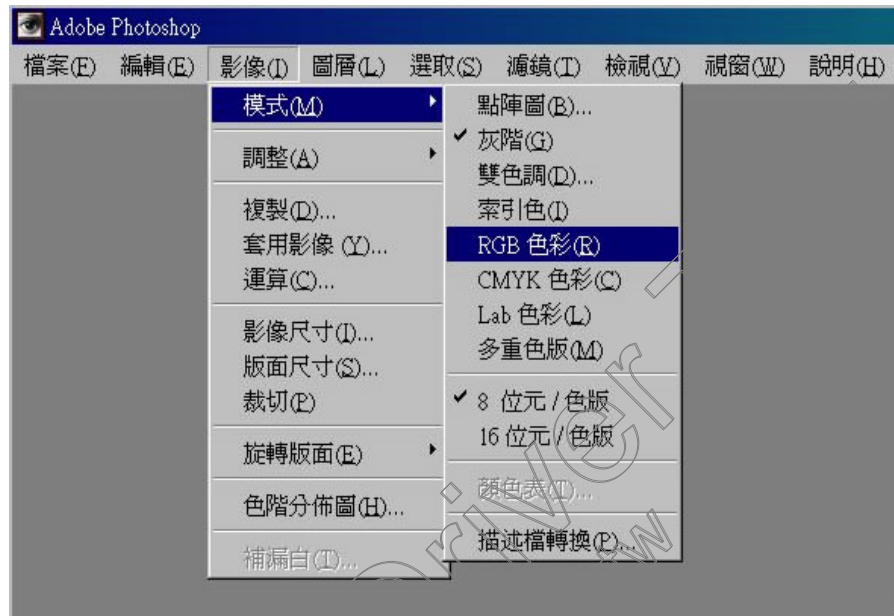 Adobe Photoshop
檔案(F) 編輯(E) 影像(I) 圖層(L) 選取(S) 濾鏡(T) 檢視(V) 視窗(W) 說明(H)
模式(M)
調整(A)
複製(D)...
套用影像 (Y)...
運算(C)...
影像尺寸(I)...
版面尺寸(S)...
裁切(P)
旋轉版面(E)
色階分佈圖(H)...
補漏白(T)...
點陣圖(B)...
灰階(G)
雙色調(D)...
索引色(I)
RGB 色彩(R)
CMYK 色彩(C)
Lab 色彩(L)
多重色版(M)
8 位元 / 色版
16 位元 / 色版
顏色表(T)...
描述檔轉換(P)...